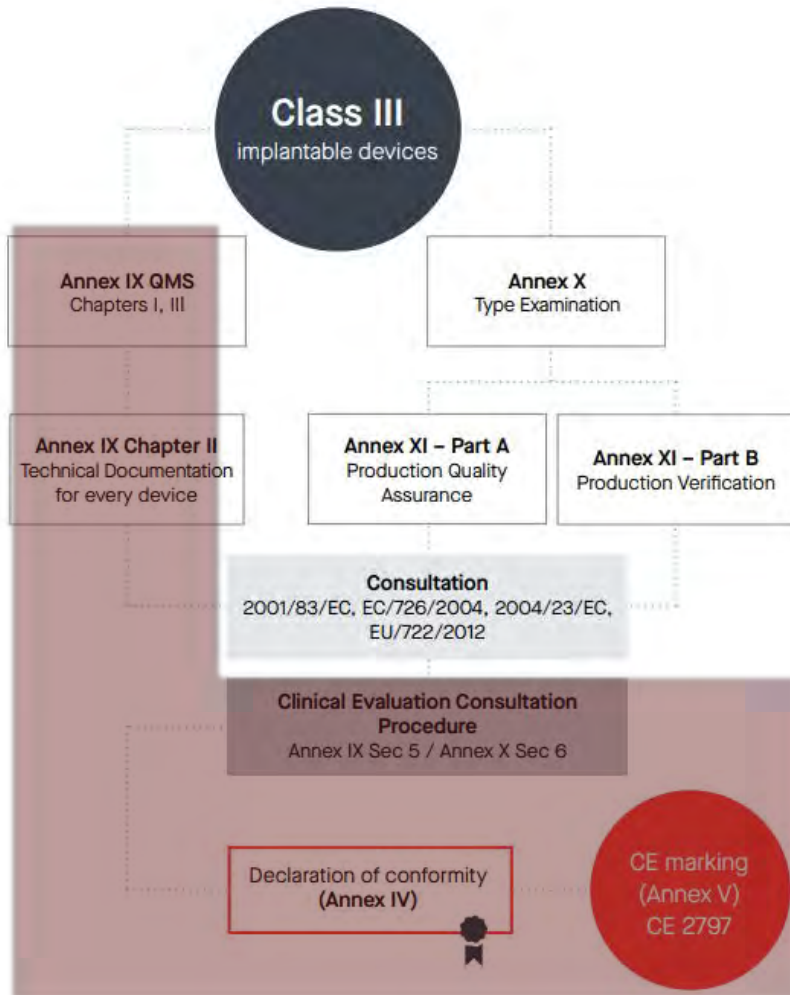 Class III
implantable devices
Annex IX QMS
Chapters I, III
Annex X
Type Examination
Annex IX Chapter II
Technical Documentation
for every device
Annex XI – Part A
Production Quality
Assurance
Annex XI – Part B
Production Verification
Consultation
2001/83/EC, EC/726/2004, 2004/23/EC,
EU/722/2012
Clinical Evaluation Consultation
Procedure
Annex IX Sec 5 / Annex X Sec 6
Declaration of conformity
(Annex IV)
CE marking
(Annex V)
CE 2797